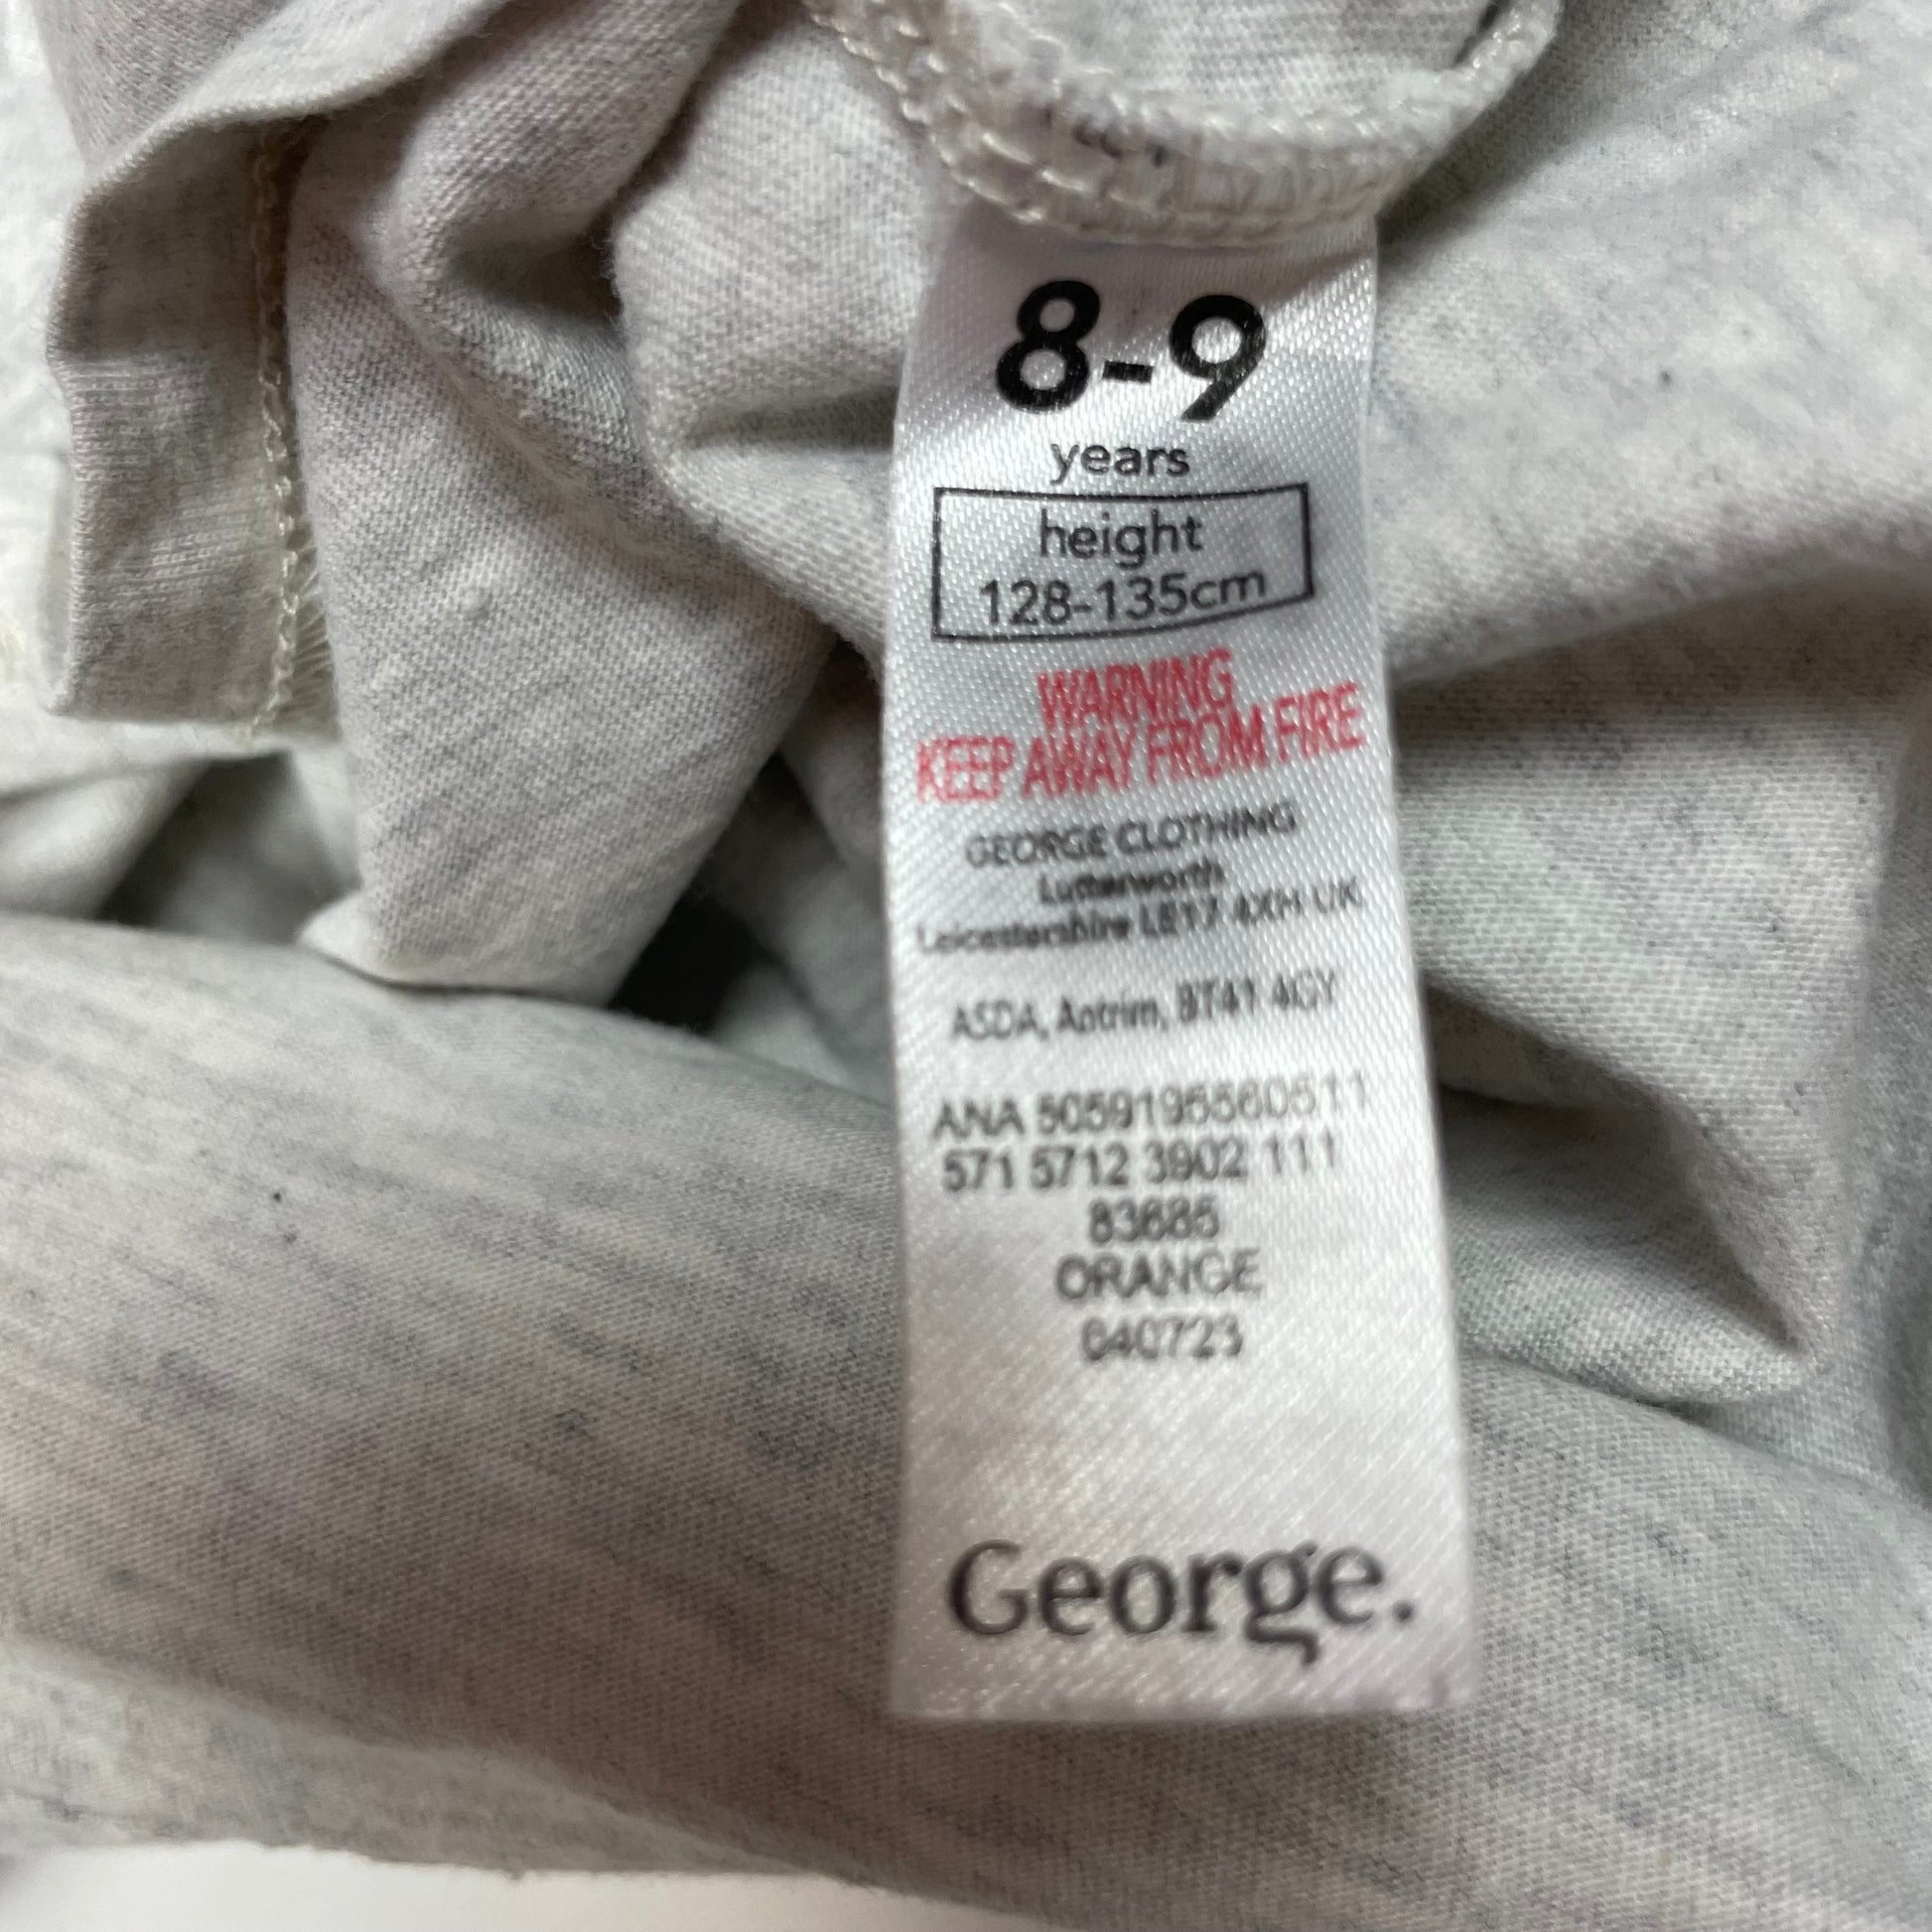 8-9
years
height
128-135cm
WARNING
KEEP AWAY FROM FIRE
GEORGE CLOTHING
Lutterworth
Leicestershire LE17 4XH UK
ASDA, Antrim, BT41 4GY
ANA 5059195560511
571 5712 3902 111
83685
ORANGE
040723
George.